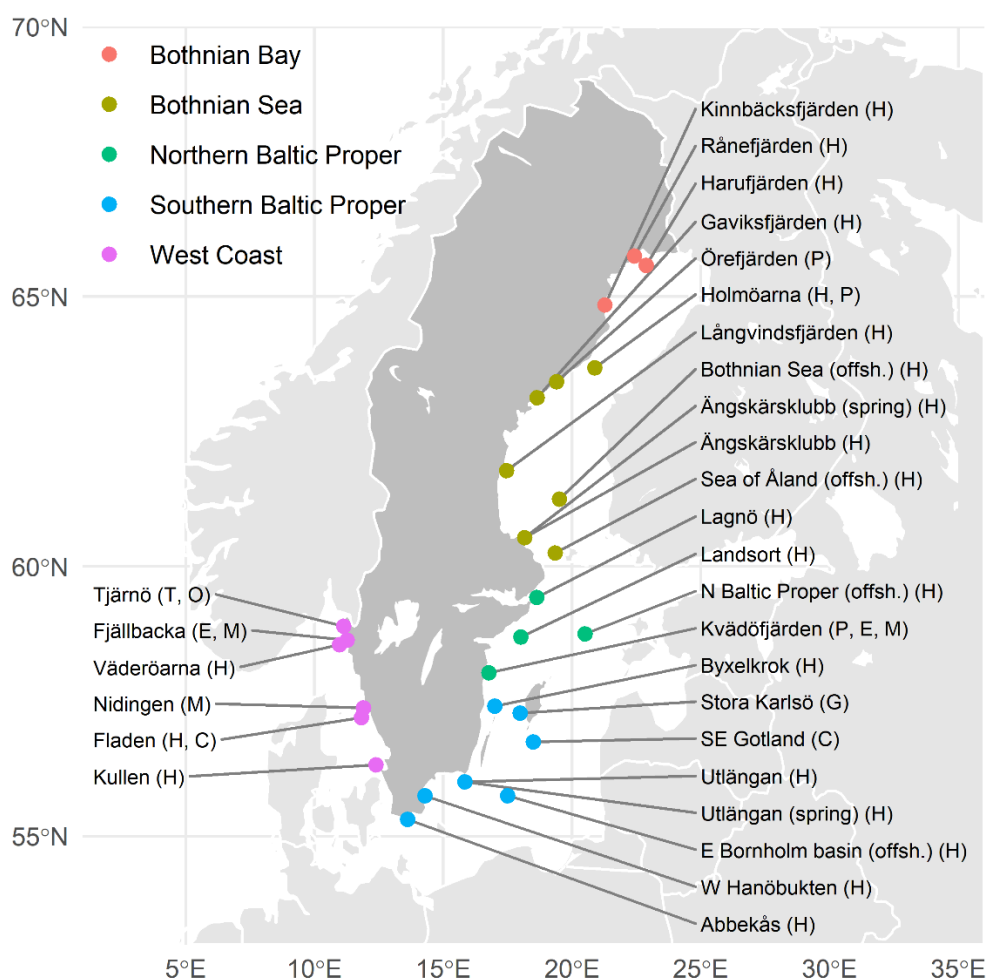 70°N
65°N
60°N
55°N
Bothnian Bay
Bothnian Sea
Northern Baltic Proper
Southern Baltic Proper
West Coast
Kinnbäcksfjärden (H)
Rånefjärden (H)
Harufjärden (H)
Gaviksfjärden (H)
Örefjärden (P)
Holmöarna (H, P)
Långvindsfjärden (H)
Bothnian Sea (offsh.) (H)
Ängskärsklubb (spring) (H)
Ängskärsklubb (H)
Sea of Åland (offsh.) (H)
Lagnö (H)
Landsort (H)
N Baltic Proper (offsh.) (H)
Kvädöfjärden (P, E, M)
Byxelkrok (H)
Stora Karlsö (G)
SE Gotland (C)
Utlängan (H)
Utlängan (spring) (H)
E Bornholm basin (offsh.) (H)
W Hanöbukten (H)
Abbekås (H)
Tjärnö (T, O)
Fjällbacka (E, M)
Väderöarna (H)
Nidingen (M)
Fladen (H, C)
Kullen (H)
5°E 10°E 15°E 20°E 25°E 30°E 35°E